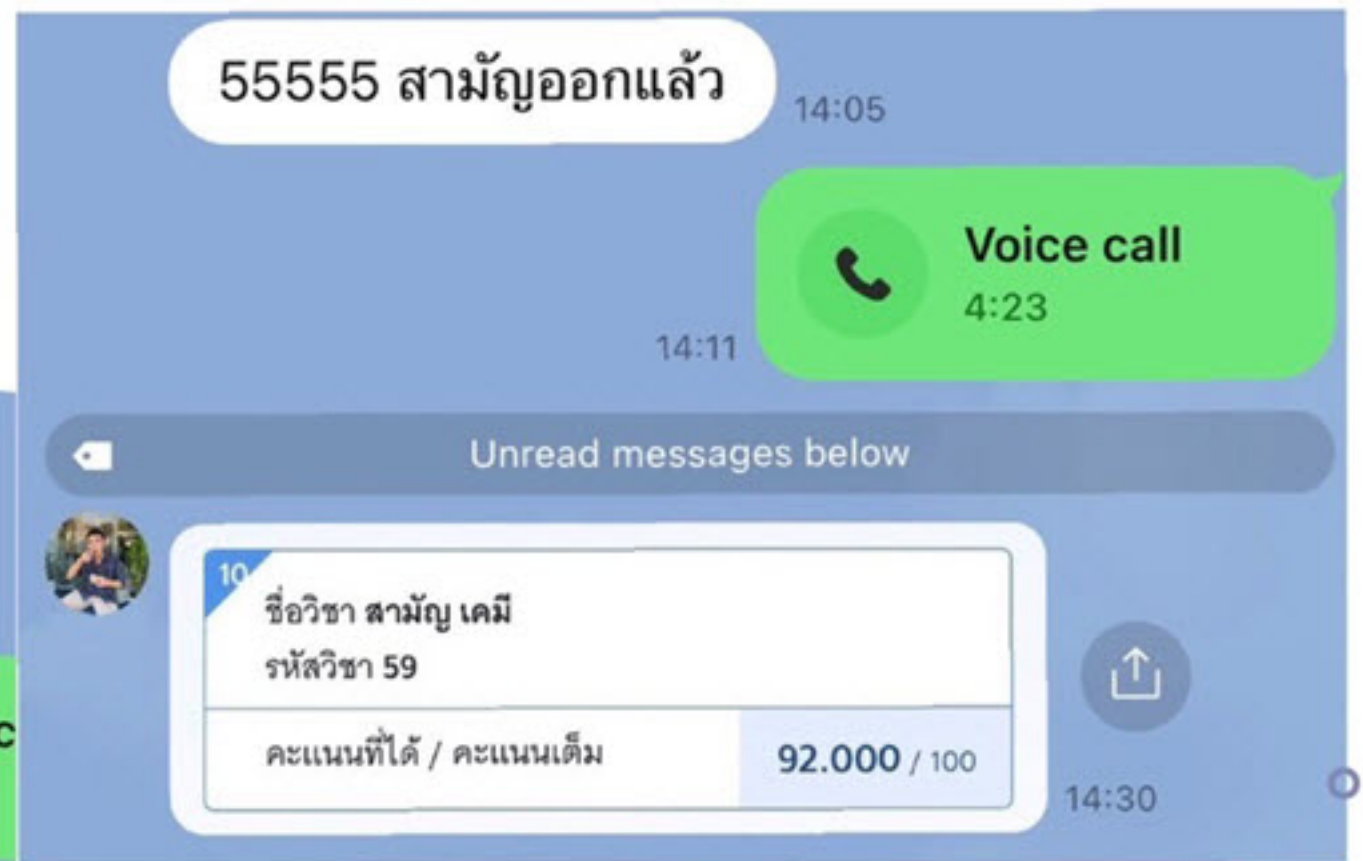 55555 สามัญออกแล้ว
14:05
Voice call
4:23
14:11
Unread messages below
10
ชื่อวิชา สามัญ เคมี
รหัสวิชา 59
คะแนนที่ได้ / คะแนนเต็ม 92.000 / 100
14:30